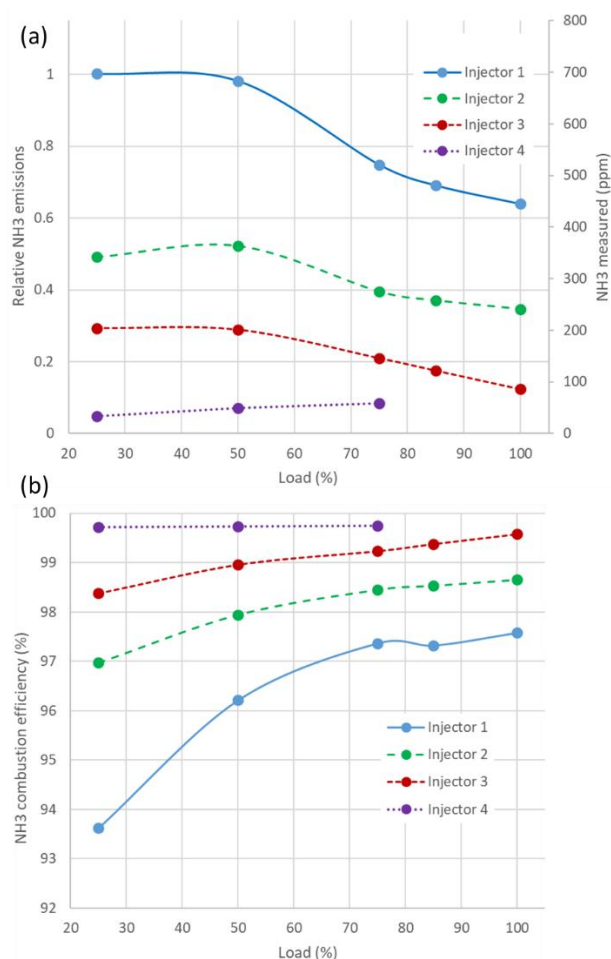 (a)
Relative NH3 emissions
1
0.8
0.6
0.4
0.2
0
800
700
600
500
400
300
200
100
0
NH3 measured (ppm)
Injector 1
Injector 2
Injector 3
Injector 4
20 30 40 50 60 70 80 90 100
Load (%)
(b)
NH3 combustion efficiency (%)
100
99
98
97
96
95
94
93
92
Injector 1
Injector 2
Injector 3
Injector 4
20 30 40 50 60 70 80 90 100
Load (%)